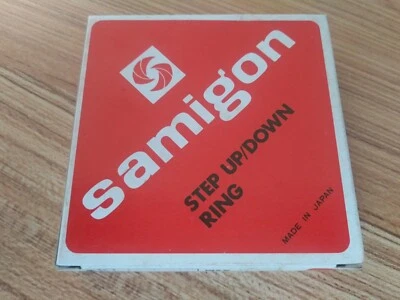 samigon
STEP UP/DOWN
RING
MADE IN JAPAN